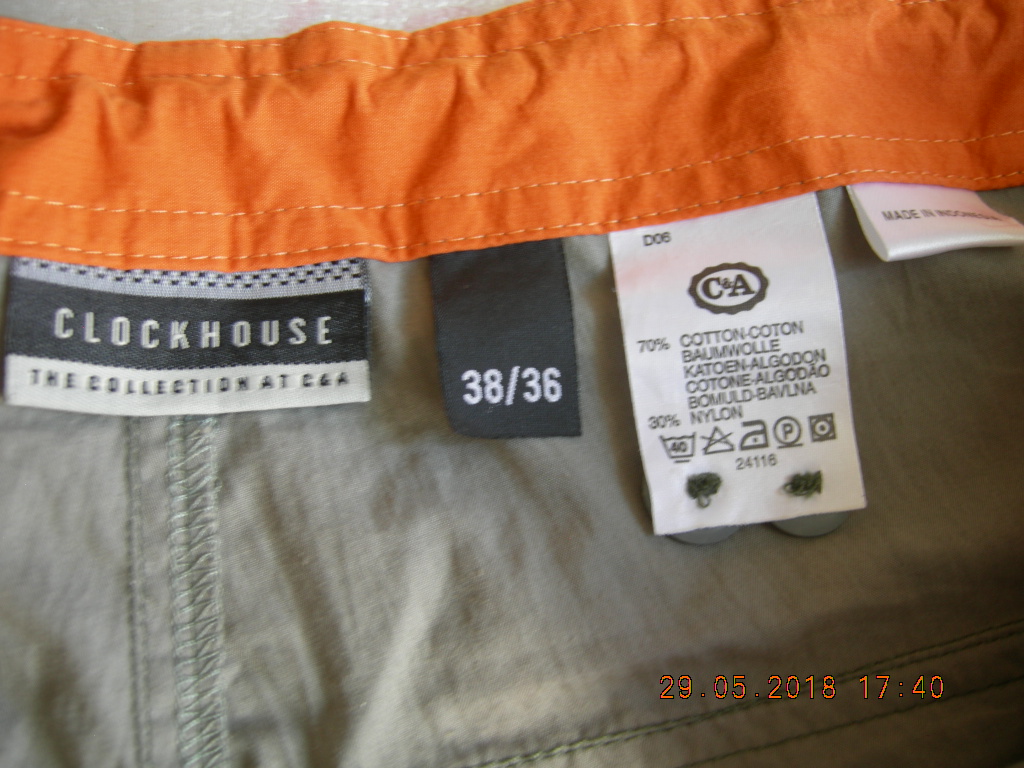 CLOCKHOUSE
THE COLLECTION AT C&A
38/36
D06
C&A
70% COTTON-COTON
BAUMWOLLE
KATOEN-ALGODON
COTONE-ALGODÃO
BOMULD-BAVLNA
30% NYLON
40 P
24116
MADE IN INDONESIA
29.05.2018 17:40